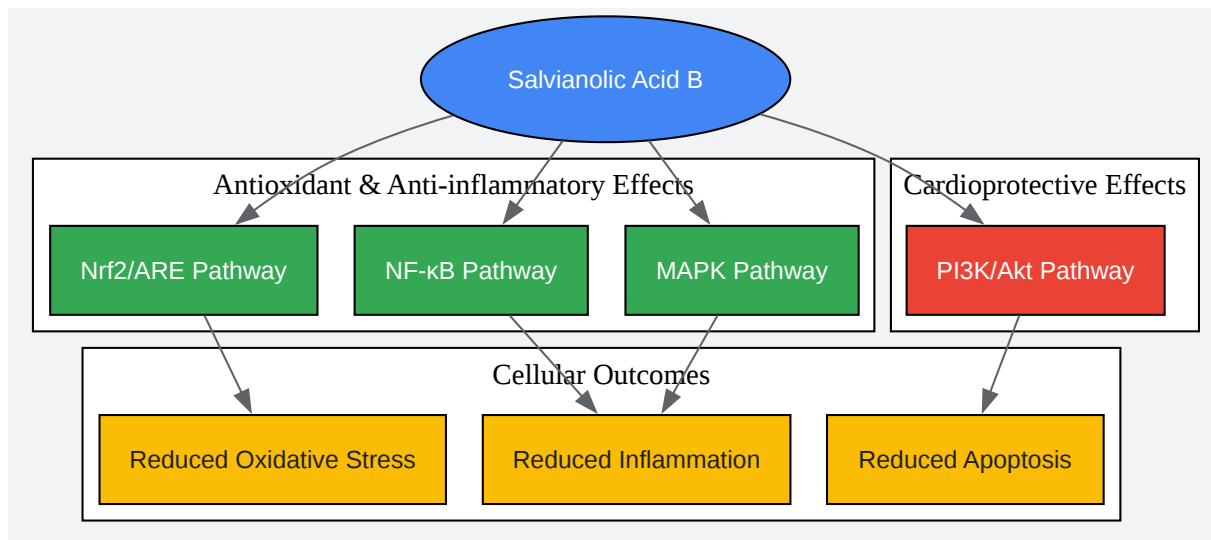 Salvianolic Acid B
Antioxidant & Anti-inflammatory Effects
Cardioprotective Effects
Nrf2/ARE Pathway
NF-κB Pathway
MAPK Pathway
PI3K/Akt Pathway
Cellular Outcomes
Reduced Oxidative Stress
Reduced Inflammation
Reduced Apoptosis